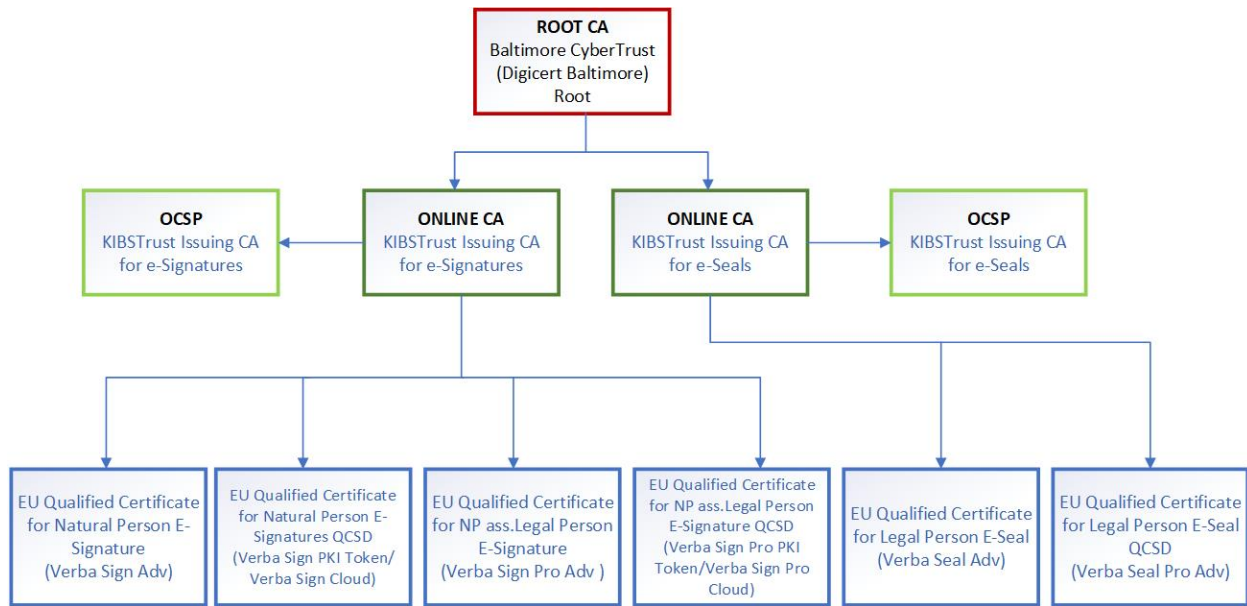 ROOT CA
Baltimore CyberTrust
(Digicert Baltimore)
Root
OCSP
KIBSTrust Issuing CA
for e-Signatures
ONLINE CA
KIBSTrust Issuing CA
for e-Signatures
ONLINE CA
KIBSTrust Issuing CA
for e-Seals
OCSP
KIBSTrust Issuing CA
for e-Seals
EU Qualified Certificate
for Natural Person E-
Signature
(Verba Sign Adv)
EU Qualified Certificate
for Natural Person E-
Signatures QCSD
(Verba Sign PKI Token/
Verba Sign Cloud)
EU Qualified Certificate
for NP ass.Legal Person
E-Signature
(Verba Sign Pro Adv )
EU Qualified Certificate
for NP ass.Legal Person
E-Signature QCSD
(Verba Sign Pro PKI
Token/Verba Sign Pro
Cloud)
EU Qualified Certificate
for Legal Person E-Seal
(Verba Seal Adv)
EU Qualified Certificate
for Legal Person E-Seal
QCSD
(Verba Seal Pro Adv)